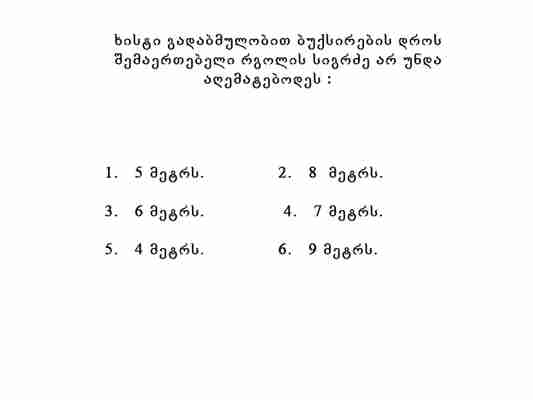 ხისტი გადაბმულობით ბუქსირების დროს
შემაერთებელი რგოლის სიგრძე არ უნდა
აღემატებოდეს :
1. 5 მეტრს. 2. 8 მეტრს.
3. 6 მეტრს. 4. 7 მეტრს.
5. 4 მეტრს. 6. 9 მეტრს.